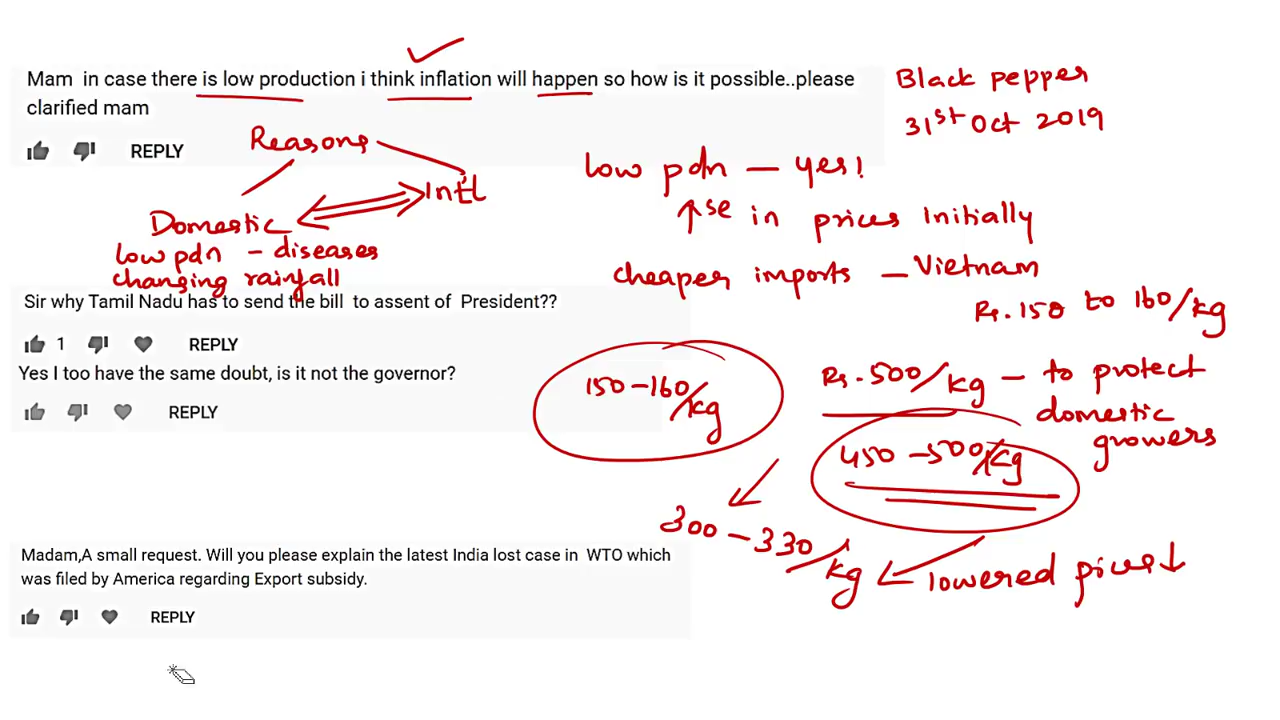 Mam in case there is low production i think inflation will happen so how is it possible..please
clarified mam
REPLY
Reasons
Domestic
Int'l
low pdn - diseases
changing rainfall
Black pepper
31st Oct 2019
low pdn - yes!
↑se in prices Initially
cheaper imports - Vietnam
Rs.150 to 160/kg
Sir why Tamil Nadu has to send the bill to assent of President??
1 REPLY
Yes I too have the same doubt, is it not the governor?
REPLY
150-160/kg
Rs.500/kg - to protect
domestic
growers
450-500/kg
300-330/kg
lowered pices↓
Madam,A small request. Will you please explain the latest India lost case in WTO which
was filed by America regarding Export subsidy.
REPLY